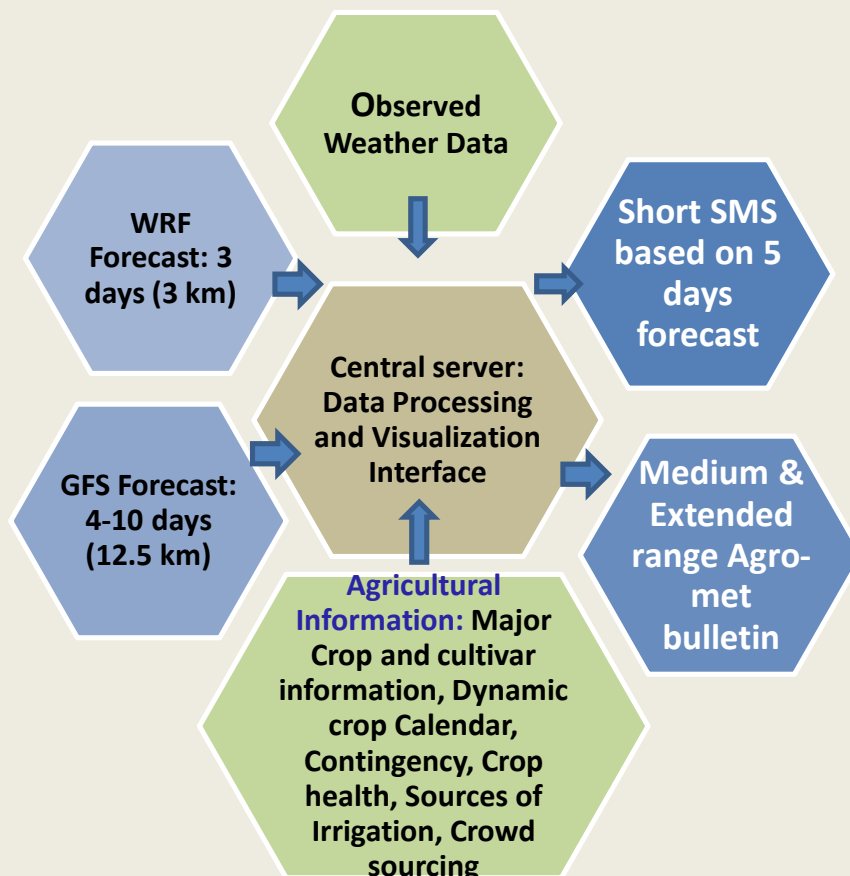 Observed
Weather Data
WRF
Forecast: 3
days (3 km)
Short SMS
based on 5
days
forecast
Central server:
Data Processing
and Visualization
Interface
GFS Forecast:
4-10 days
(12.5 km)
Medium &
Extended
range Agro-
met
bulletin
Agricultural
Information: Major
Crop and cultivar
information, Dynamic
crop Calendar,
Contingency, Crop
health, Sources of
Irrigation, Crowd
sourcing